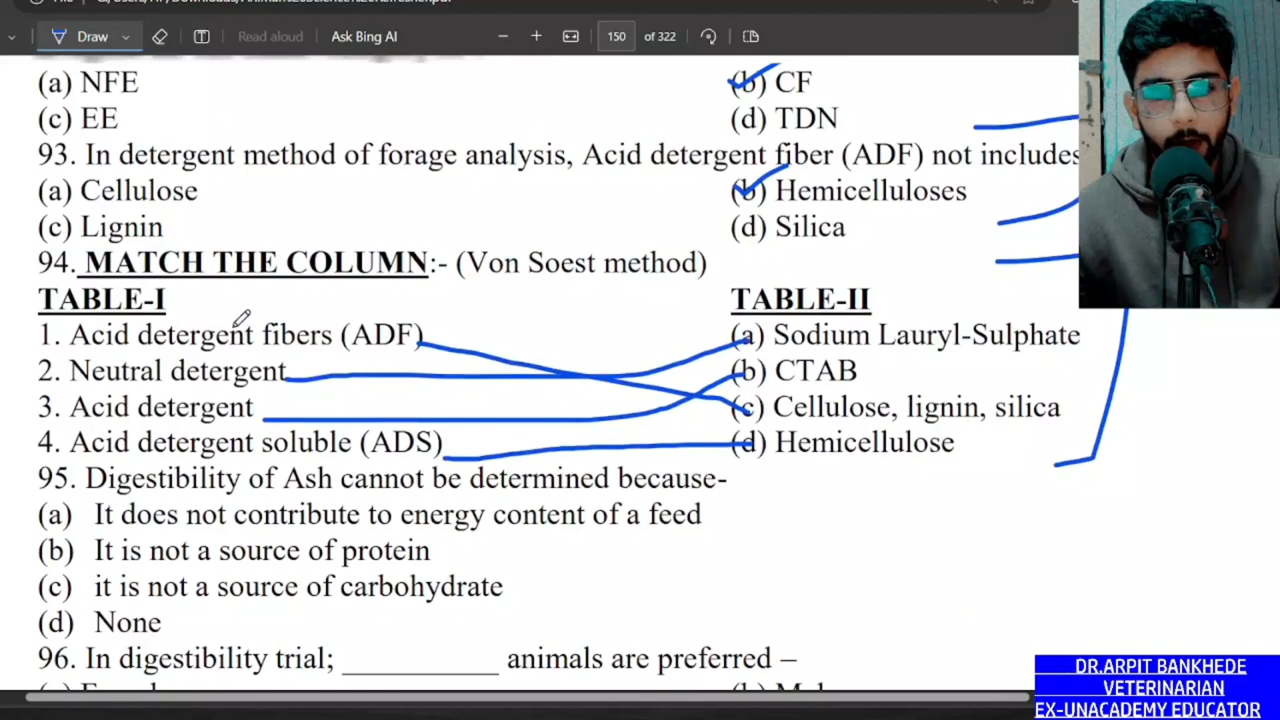 Draw
Read aloud
Ask Bing AI
150 of 322
(a) NFE
(b) CF
(c) EE
(d) TDN
93. In detergent method of forage analysis, Acid detergent fiber (ADF) not includes
(a) Cellulose
(b) Hemicelluloses
(c) Lignin
(d) Silica
94. MATCH THE COLUMN:- (Von Soest method)
TABLE-I
TABLE-II
1. Acid detergent fibers (ADF)
(a) Sodium Lauryl-Sulphate
2. Neutral detergent
(b) CTAB
3. Acid detergent
(c) Cellulose, lignin, silica
4. Acid detergent soluble (ADS)
(d) Hemicellulose
95. Digestibility of Ash cannot be determined because-
(a) It does not contribute to energy content of a feed
(b) It is not a source of protein
(c) it is not a source of carbohydrate
(d) None
96. In digestibility trial; __________ animals are preferred –
DR.ARPIT BANKHEDE
VETERINARIAN
EX-UNACADEMY EDUCATOR